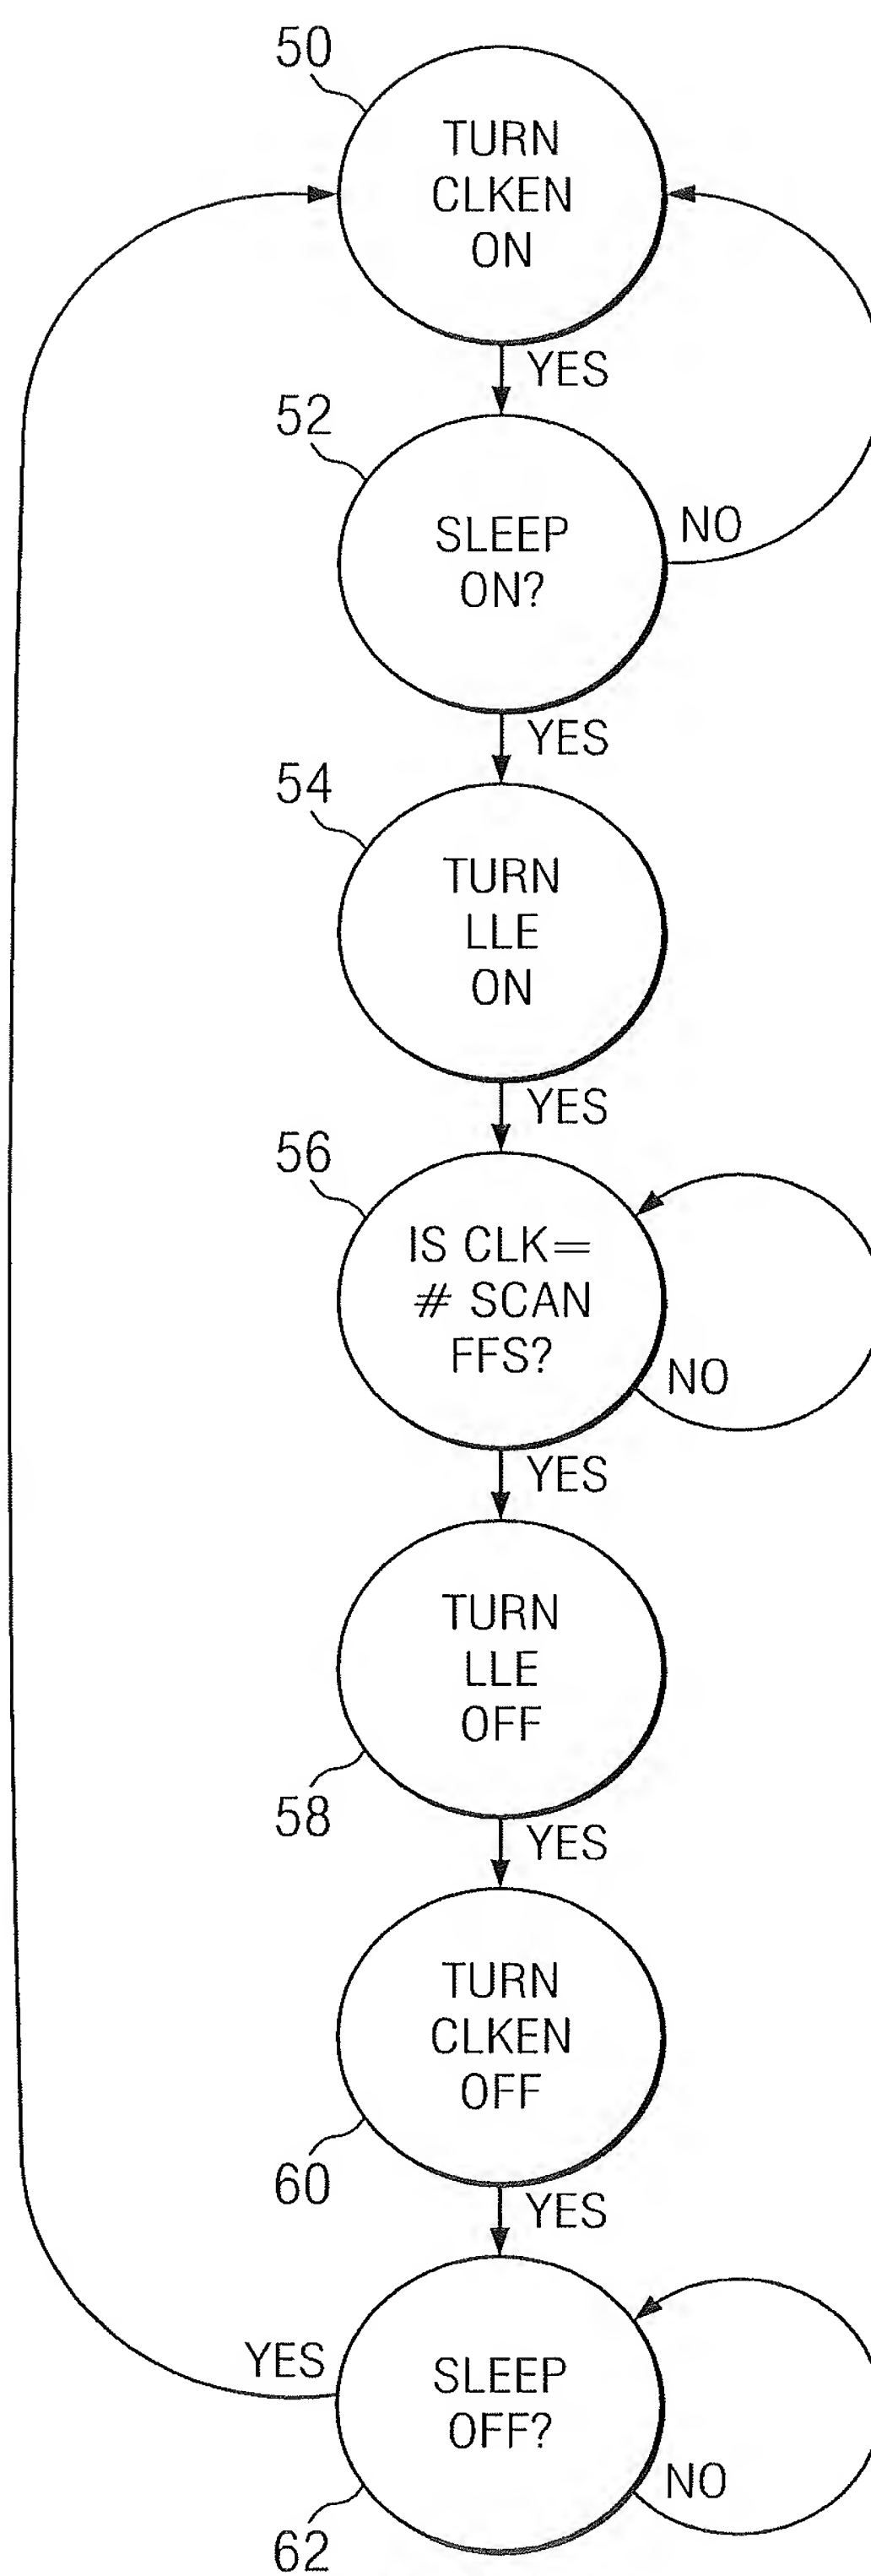 50
TURN
CLKEN
ON
YES
52
SLEEP
ON?
NO
YES
54
TURN
LLE
ON
YES
56
IS CLK=
# SCAN
FFS?
NO
YES
TURN
LLE
OFF
58
YES
TURN
CLKEN
OFF
60
YES
YES
SLEEP
OFF?
NO
62